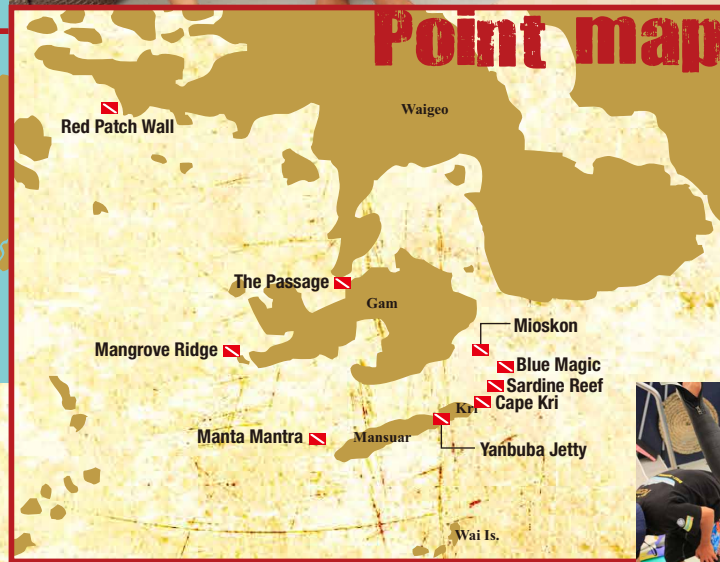 Point map
Waigeo
Red Patch Wall
The Passage
Gam
Mioskon
Mangrove Ridge
Blue Magic
Sardine Reef
Kri
Cape Kri
Manta Mantra
Mansuar
Yanbuba Jetty
Wai Is.